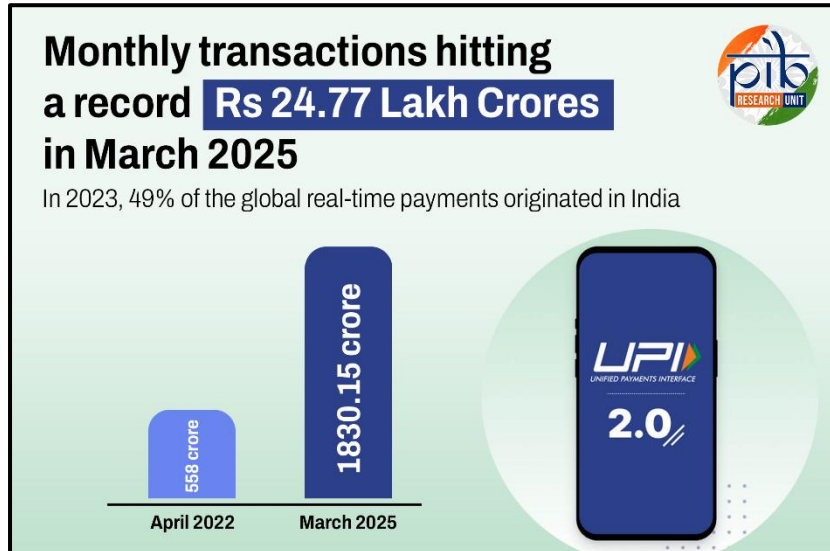 Monthly transactions hitting
a record Rs 24.77 Lakh Crores
in March 2025
pib
RESEARCH UNIT
In 2023, 49% of the global real-time payments originated in India
558 crore
1830.15 crore
April 2022
March 2025
UPI
UNIFIED PAYMENTS INTERFACE
2.0